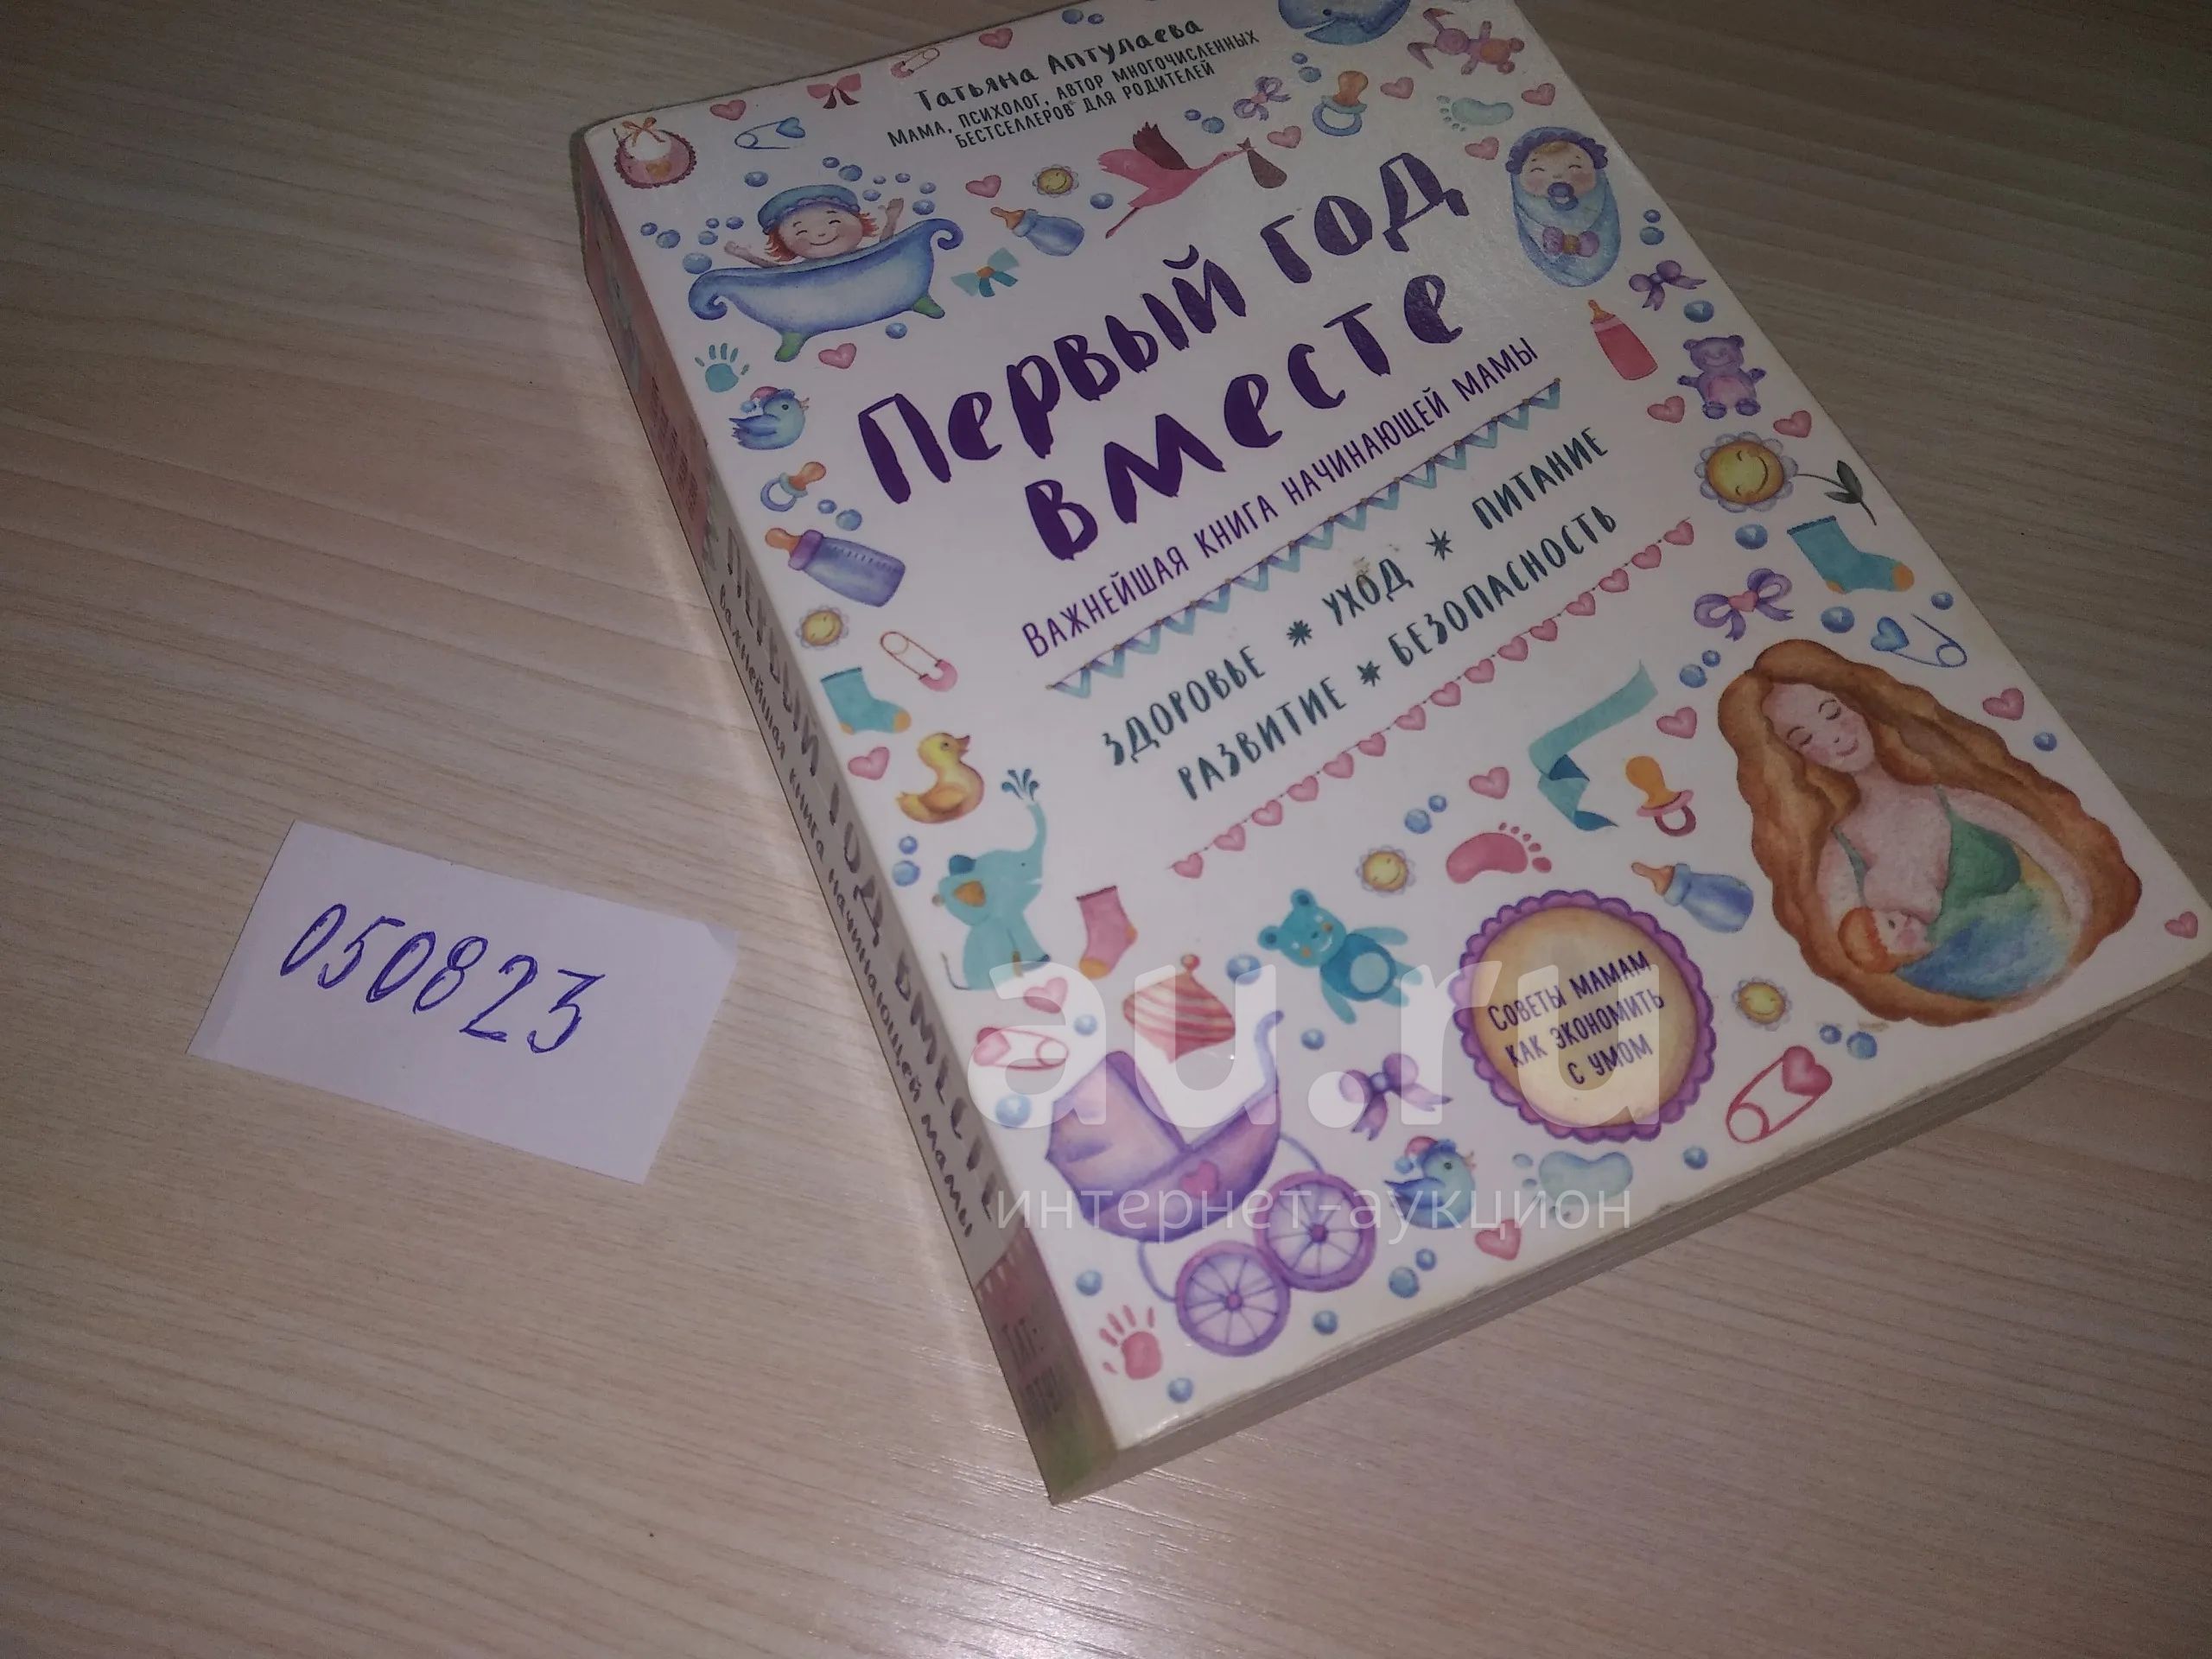 Татьяна Аптулаева
Мама, психолог, автор многочисленных
бестселлеров для родителей
Первый год
вместе
Важнейшая книга начинающей мамы
здоровье * уход * питание
развитие * безопасность
Советы мамам
как экономить
с умом
Первый год вместе
важнейшая книга начинающей мамы
050823
au.ru
интернет-аукцион